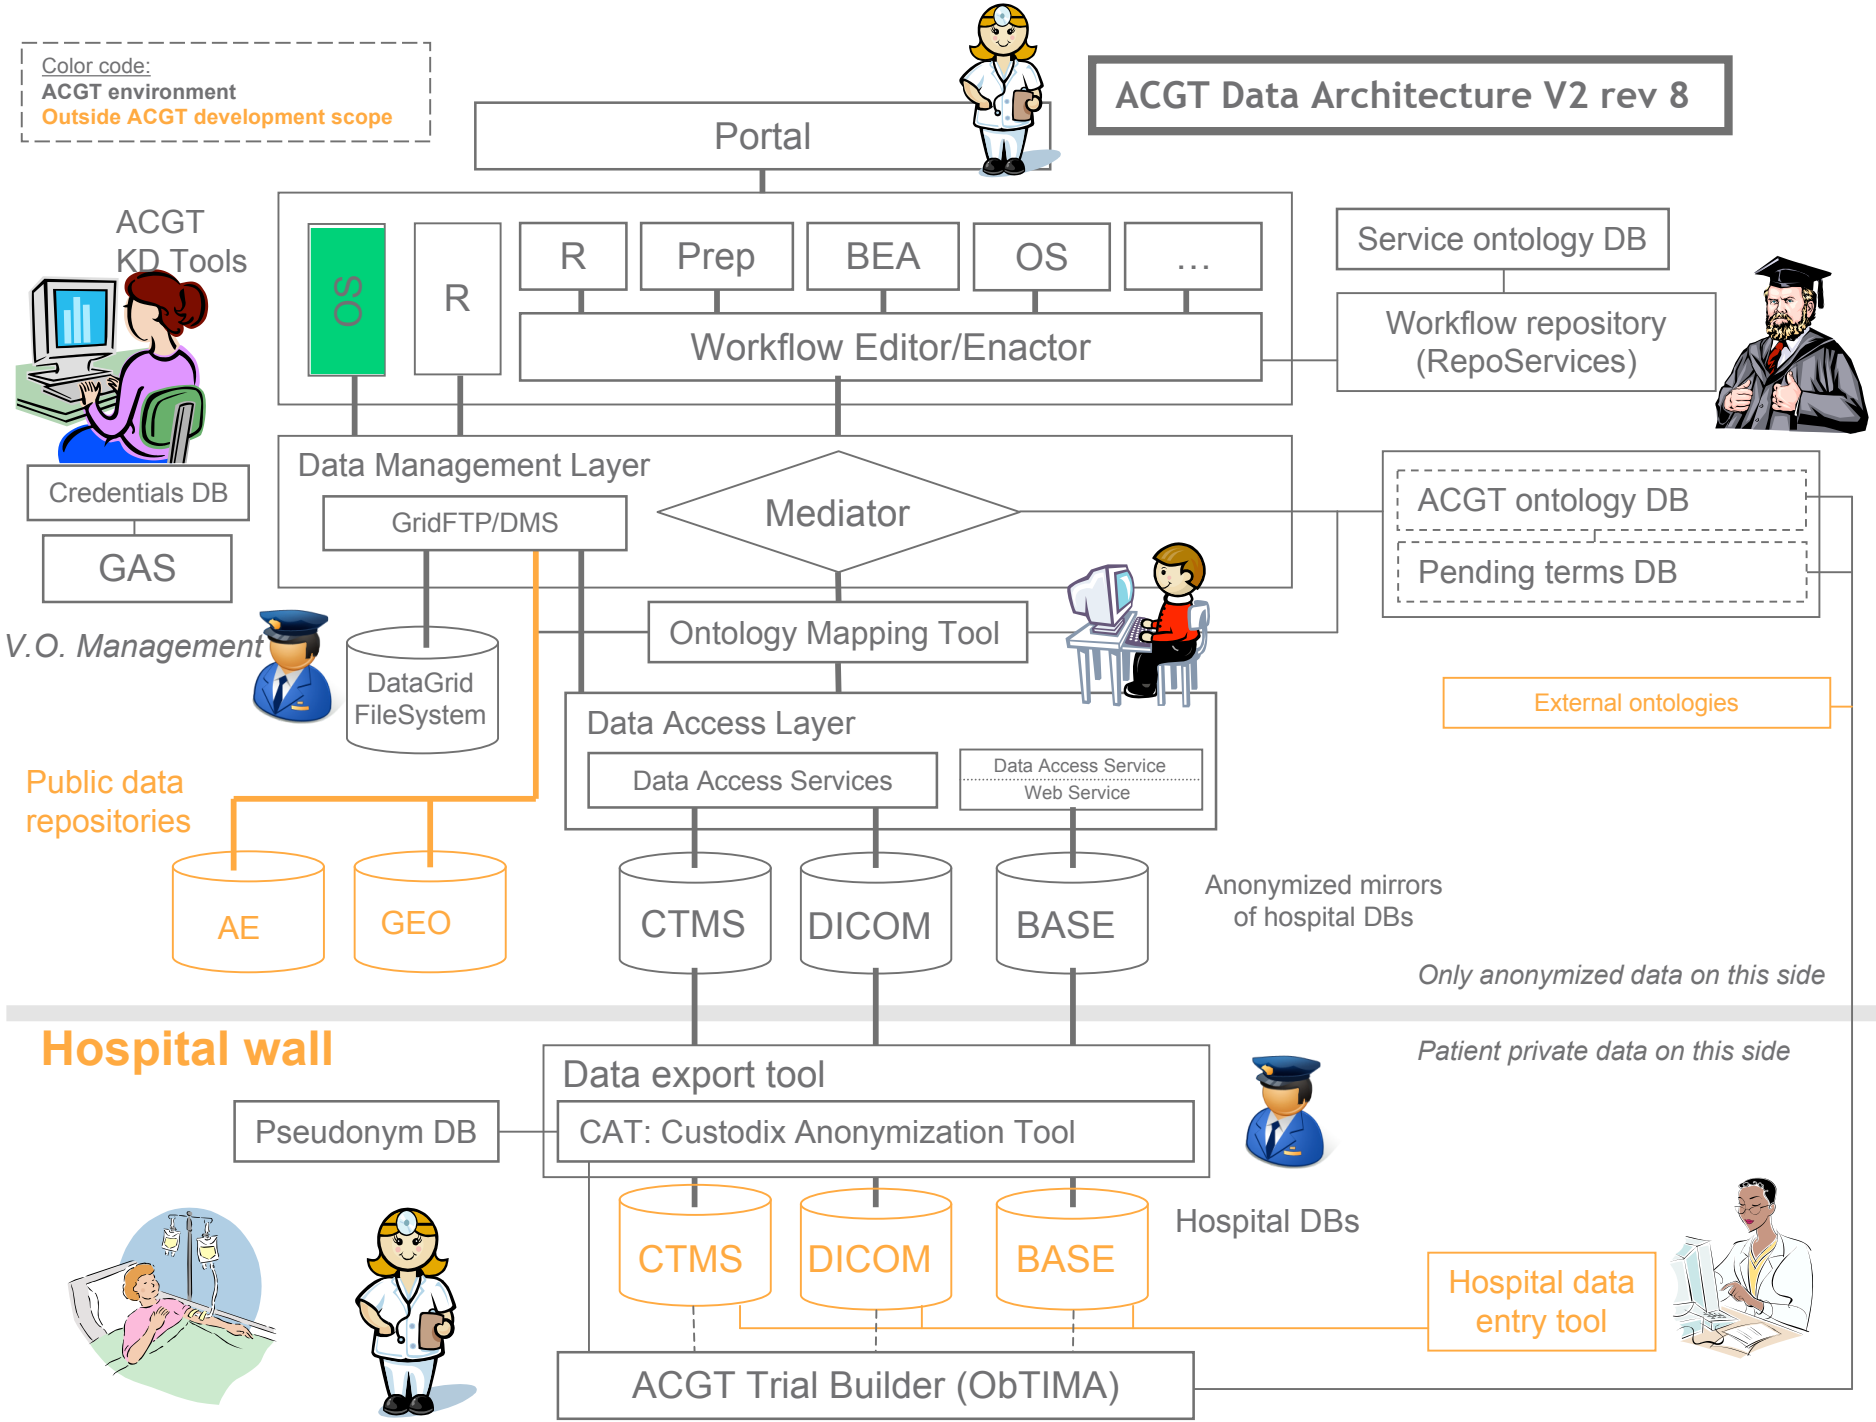 Color code:
ACGT environment
Outside ACGT development scope
ACGT Data Architecture V2 rev 8
Portal
ACGT
KD Tools
OS
R
R
Prep
BEA
OS
...
Workflow Editor/Enactor
Service ontology DB
Workflow repository
(RepoServices)
Data Management Layer
GridFTP/DMS
Mediator
ACGT ontology DB
Pending terms DB
Credentials DB
GAS
V.O. Management
DataGrid
FileSystem
Ontology Mapping Tool
External ontologies
Data Access Layer
Data Access Services
Data Access Service
Web Service
Public data
repositories
AE
GEO
CTMS
DICOM
BASE
Anonymized mirrors
of hospital DBs
Only anonymized data on this side
Hospital wall
Patient private data on this side
Data export tool
Pseudonym DB
CAT: Custodix Anonymization Tool
CTMS
DICOM
BASE
Hospital DBs
Hospital data
entry tool
ACGT Trial Builder (ObTIMA)